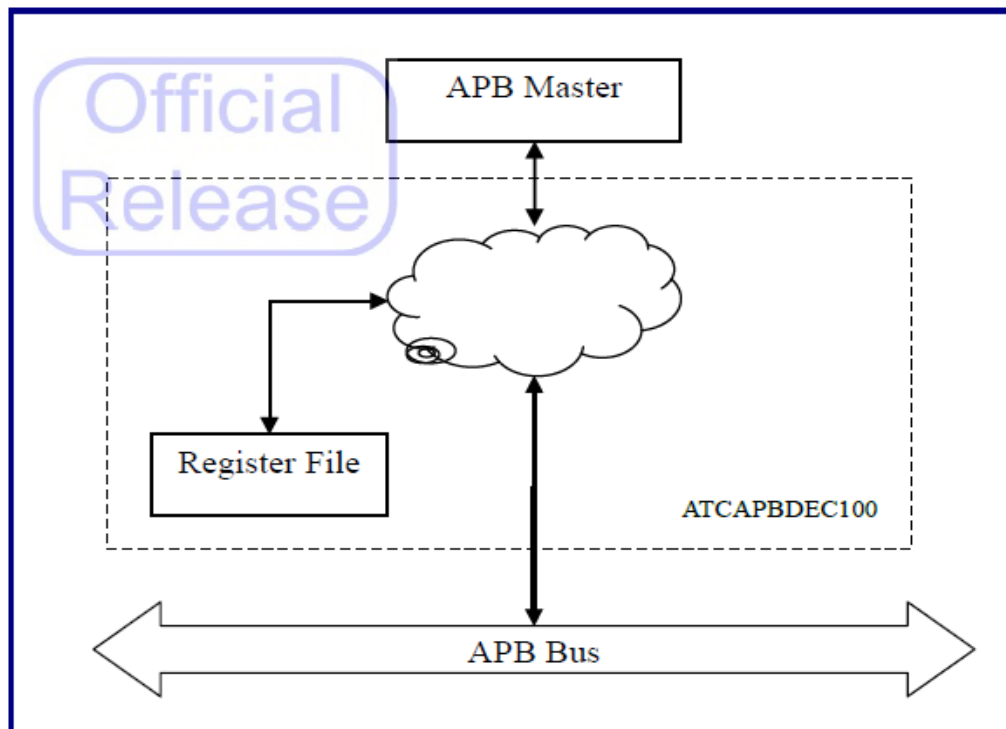 Official
Release
APB Master
Register File
ATCAPBDEC100
APB Bus